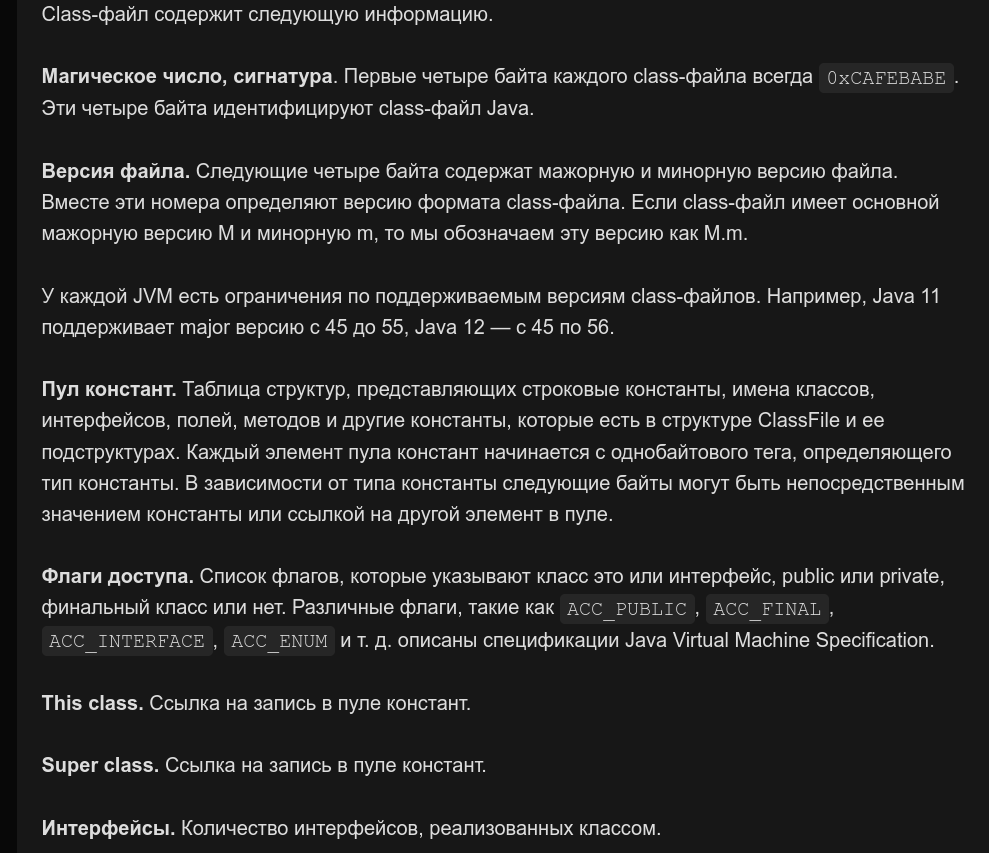 Class-файл содержит следующую информацию.
Магическое число, сигнатура. Первые четыре байта каждого class-файла всегда 0xCAFEBABE.
Эти четыре байта идентифицируют class-файл Java.
Версия файла. Следующие четыре байта содержат мажорную и минорную версию файла.
Вместе эти номера определяют версию формата class-файла. Если class-файл имеет основной
мажорную версию M и минорную m, то мы обозначаем эту версию как M.m.
У каждой JVM есть ограничения по поддерживаемым версиям class-файлов. Например, Java 11
поддерживает major версию с 45 до 55, Java 12 — с 45 по 56.
Пул констант. Таблица структур, представляющих строковые константы, имена классов,
интерфейсов, полей, методов и другие константы, которые есть в структуре ClassFile и ее
подструктурах. Каждый элемент пула констант начинается с однобайтового тега, определяющего
тип константы. В зависимости от типа константы следующие байты могут быть непосредственным
значением константы или ссылкой на другой элемент в пуле.
Флаги доступа. Список флагов, которые указывают класс это или интерфейс, public или private,
финальный класс или нет. Различные флаги, такие как ACC_PUBLIC, ACC_FINAL,
ACC_INTERFACE, ACC_ENUM и т. д. описаны спецификации Java Virtual Machine Specification.
This class. Ссылка на запись в пуле констант.
Super class. Ссылка на запись в пуле констант.
Интерфейсы. Количество интерфейсов, реализованных классом.